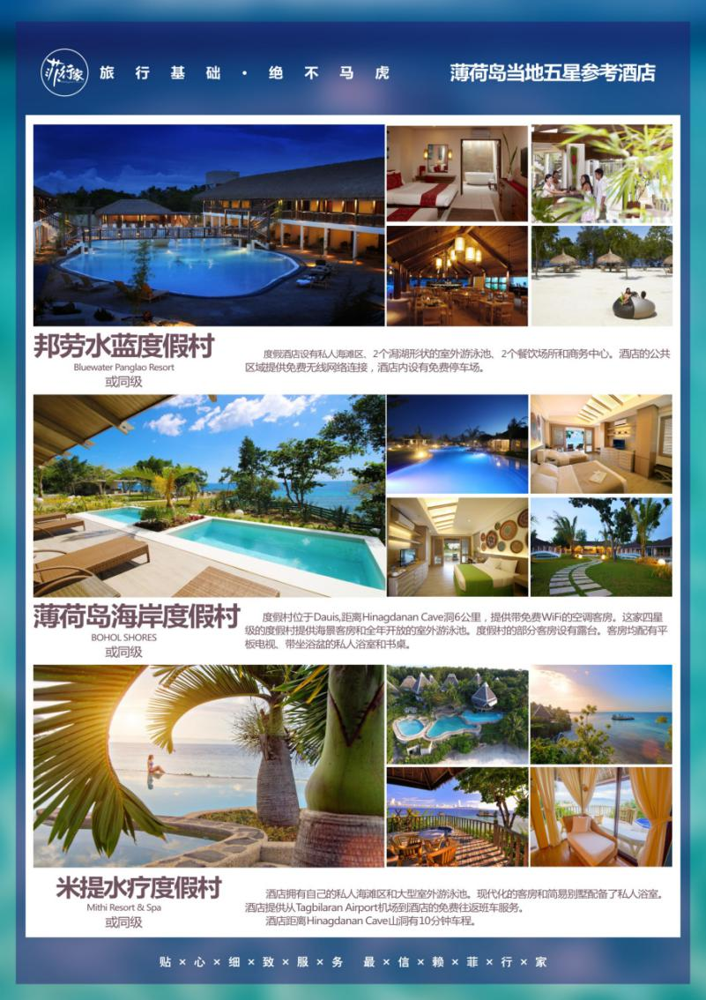 菲行家
旅行基础·绝不马虎
薄荷岛当地五星参考酒店
邦劳水蓝度假村
Bluewater Panglao Resort
或同级
度假酒店设有私人海滩区、2个潟湖形状的室外游泳池、2个餐饮场所和商务中心。酒店的公共
区域提供免费无线网络连接，酒店内设有免费停车场。
薄荷岛海岸度假村
BOHOL SHORES
或同级
度假村位于Dauis,距离Hinagdanan Cave洞6公里，提供带免费WiFi的空调客房。这家四星
级的度假村提供海景客房和全年开放的室外游泳池。度假村的部分客房设有露台。客房均配有平
板电视、带坐浴盆的私人浴室和书桌。
米提水疗度假村
Mithi Resort & Spa
或同级
酒店拥有自己的私人海滩区和大型室外游泳池。现代化的客房和简易别墅配备了私人浴室。
酒店提供从Tagbilaran Airport机场到酒店的免费往返班车服务。
酒店距离Hinagdanan Cave山洞有10分钟车程。
贴×心×细×致×服×务 最×信×赖×菲×行×家